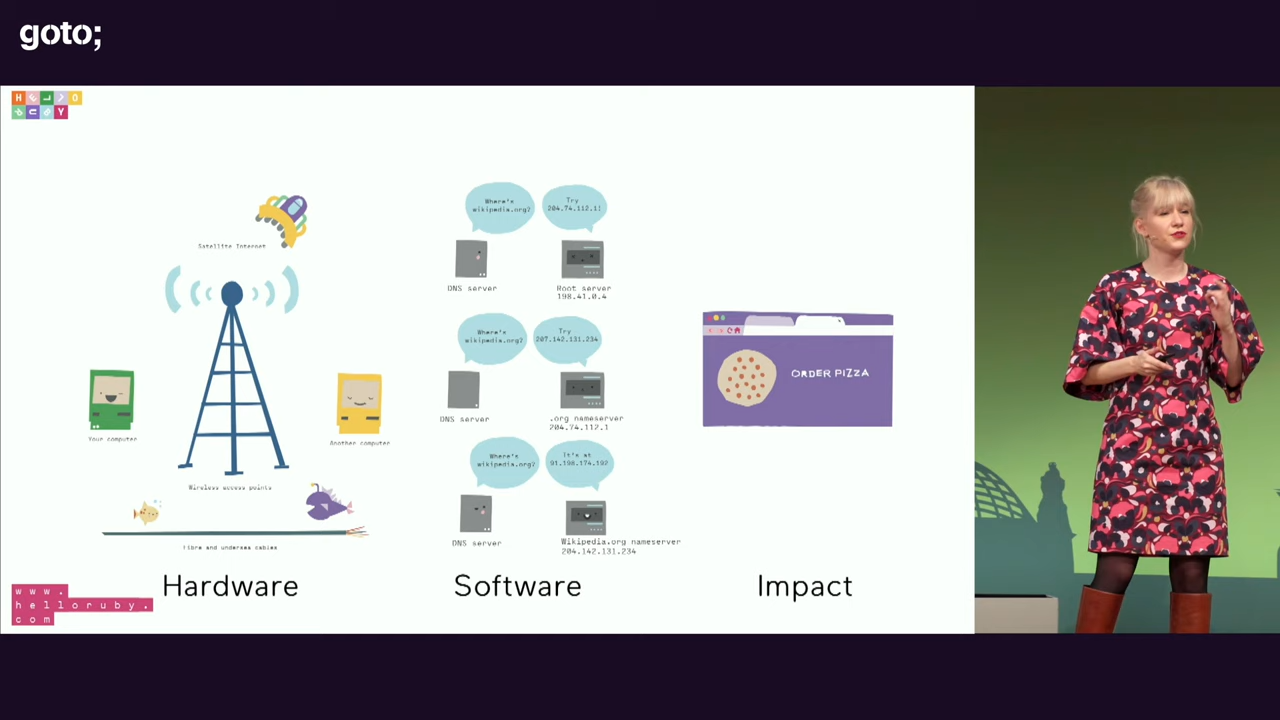 goto;
HELLO
RUBY
Satellite Internet
Your computer
Another computer
Wireless access points
Fibre and undersea cables
Hardware
Where's
wikipedia.org?
Try
204.74.112.1!
DNS server
Root server
198.41.0.4
Where's
wikipedia.org?
Try
207.142.131.234
DNS server
.org nameserver
204.74.112.1
Where's
wikipedia.org?
It's at
91.198.174.192
DNS server
Wikipedia.org nameserver
204.142.131.234
Software
ORDER PIZZA
Impact
www.
helloruby.
com